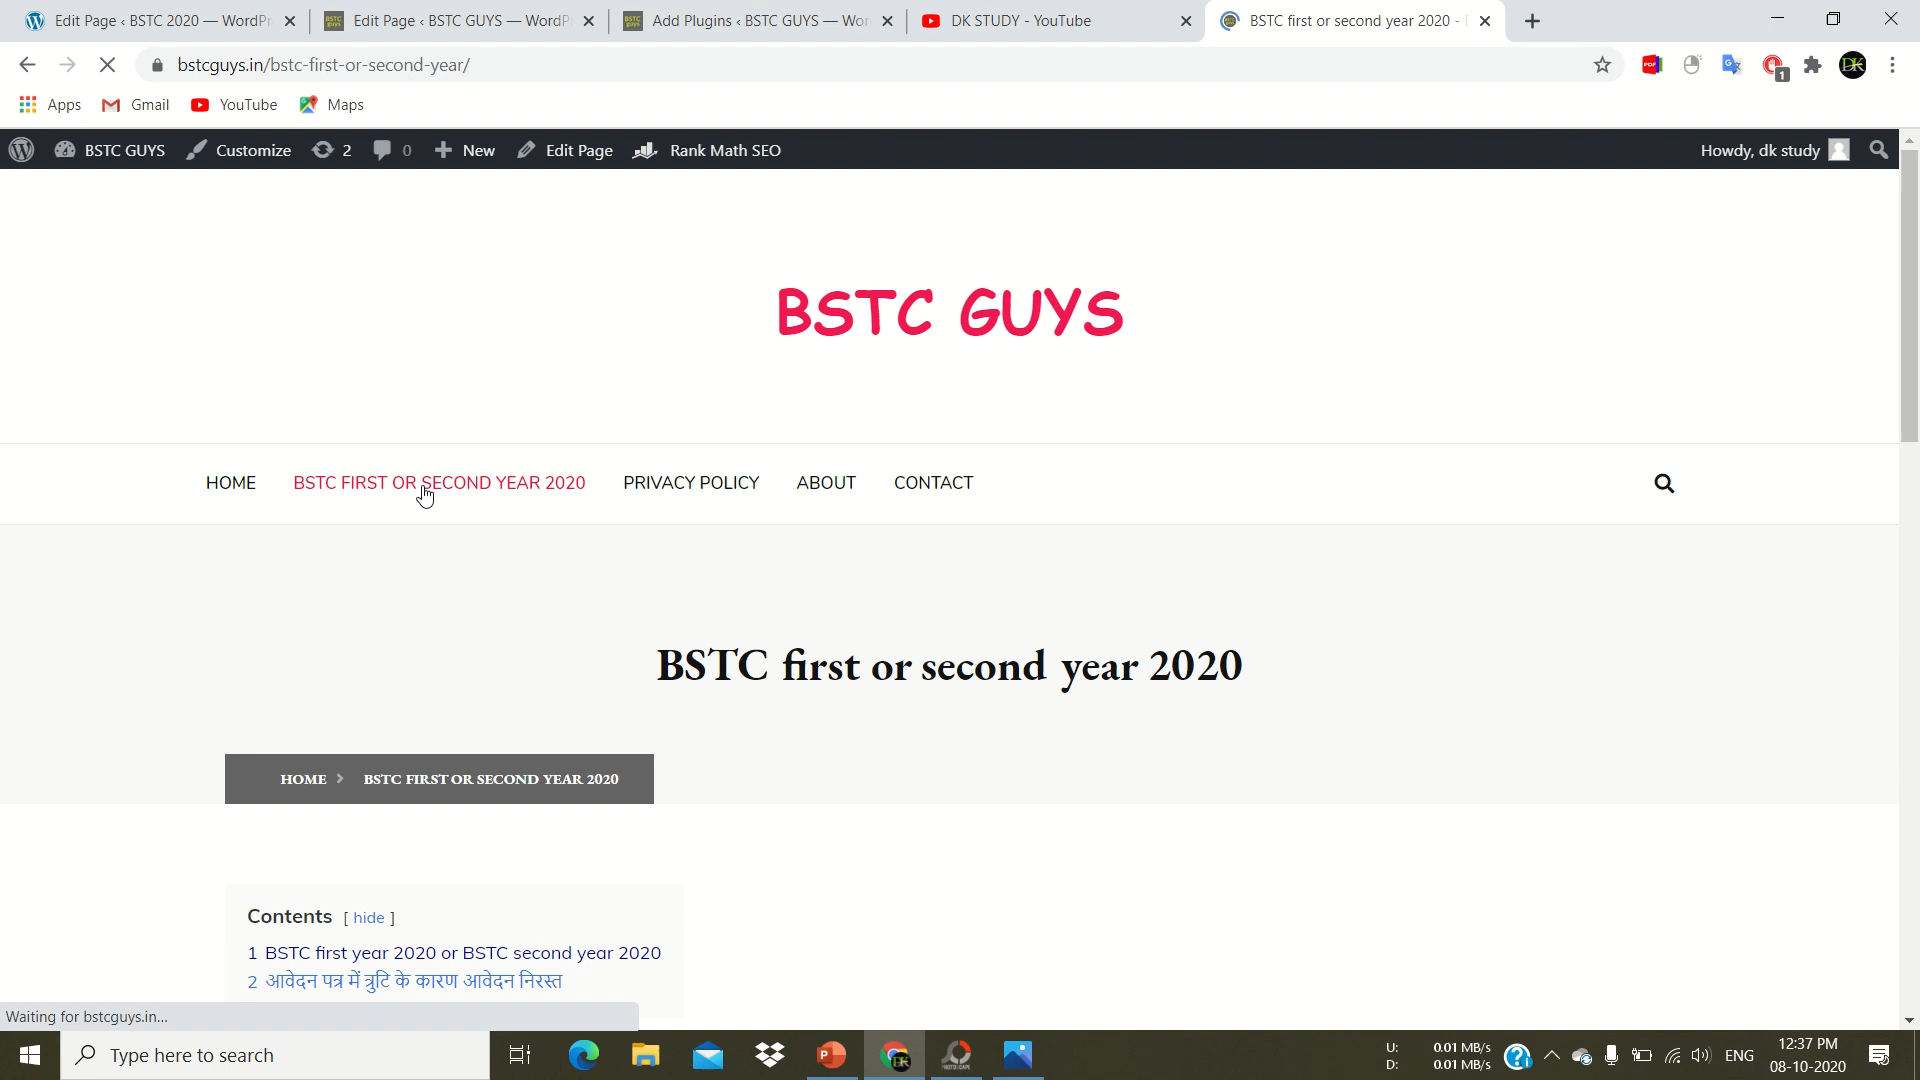 Edit Page ‹ BSTC 2020 — WordPr
Edit Page ‹ BSTC GUYS — WordP
Add Plugins ‹ BSTC GUYS — Wor
DK STUDY - YouTube
BSTC first or second year 2020 -
bstcguys.in/bstc-first-or-second-year/
PDF
1
DK
Apps
Gmail
YouTube
Maps
BSTC GUYS
Customize
2
0
New
Edit Page
Rank Math SEO
Howdy, dk study
BSTC GUYS
HOME
BSTC FIRST OR SECOND YEAR 2020
PRIVACY POLICY
ABOUT
CONTACT
BSTC first or second year 2020
HOME
BSTC FIRST OR SECOND YEAR 2020
Contents [ hide ]
1 BSTC first year 2020 or BSTC second year 2020
2 आवेदन पत्र में त्रुटि के कारण आवेदन निरस्त
Waiting for bstcguys.in...
Type here to search
U: 0.01 MB/s
D: 0.01 MB/s
ENG
12:37 PM
08-10-2020